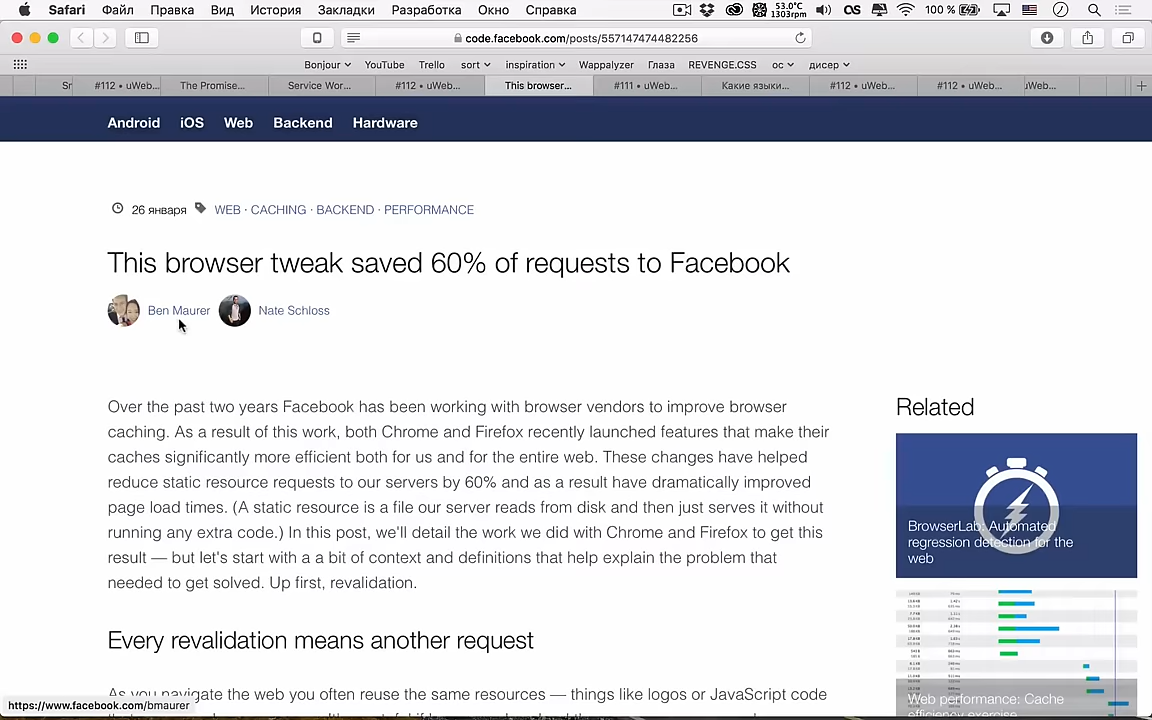 Safari Файл Правка Вид История Закладки Разработка Окно Справка 53.0°C 1303rpm 100 %
code.facebook.com/posts/557147474482256
Bonjour YouTube Trello sort inspiration Wappalyzer Глаза REVENGE.CSS ос дисер
Sr #112 • uWeb... The Promise... Service Wor... #112 • uWeb... This browser... #111 • uWeb... Какие языки... #112 • uWeb... #112 • uWeb... uWeb...
Android iOS Web Backend Hardware
26 января WEB · CACHING · BACKEND · PERFORMANCE
This browser tweak saved 60% of requests to Facebook
Ben Maurer Nate Schloss
Over the past two years Facebook has been working with browser vendors to improve browser
caching. As a result of this work, both Chrome and Firefox recently launched features that make their
caches significantly more efficient both for us and for the entire web. These changes have helped
reduce static resource requests to our servers by 60% and as a result have dramatically improved
page load times. (A static resource is a file our server reads from disk and then just serves it without
running any extra code.) In this post, we'll detail the work we did with Chrome and Firefox to get this
result — but let's start with a a bit of context and definitions that help explain the problem that
needed to get solved. Up first, revalidation.
Every revalidation means another request
As you navigate the web you often reuse the same resources — things like logos or JavaScript code
Related
BrowserLab: Automated
regression detection for the
web
Web performance: Cache
efficiency exercise
https://www.facebook.com/bmaurer